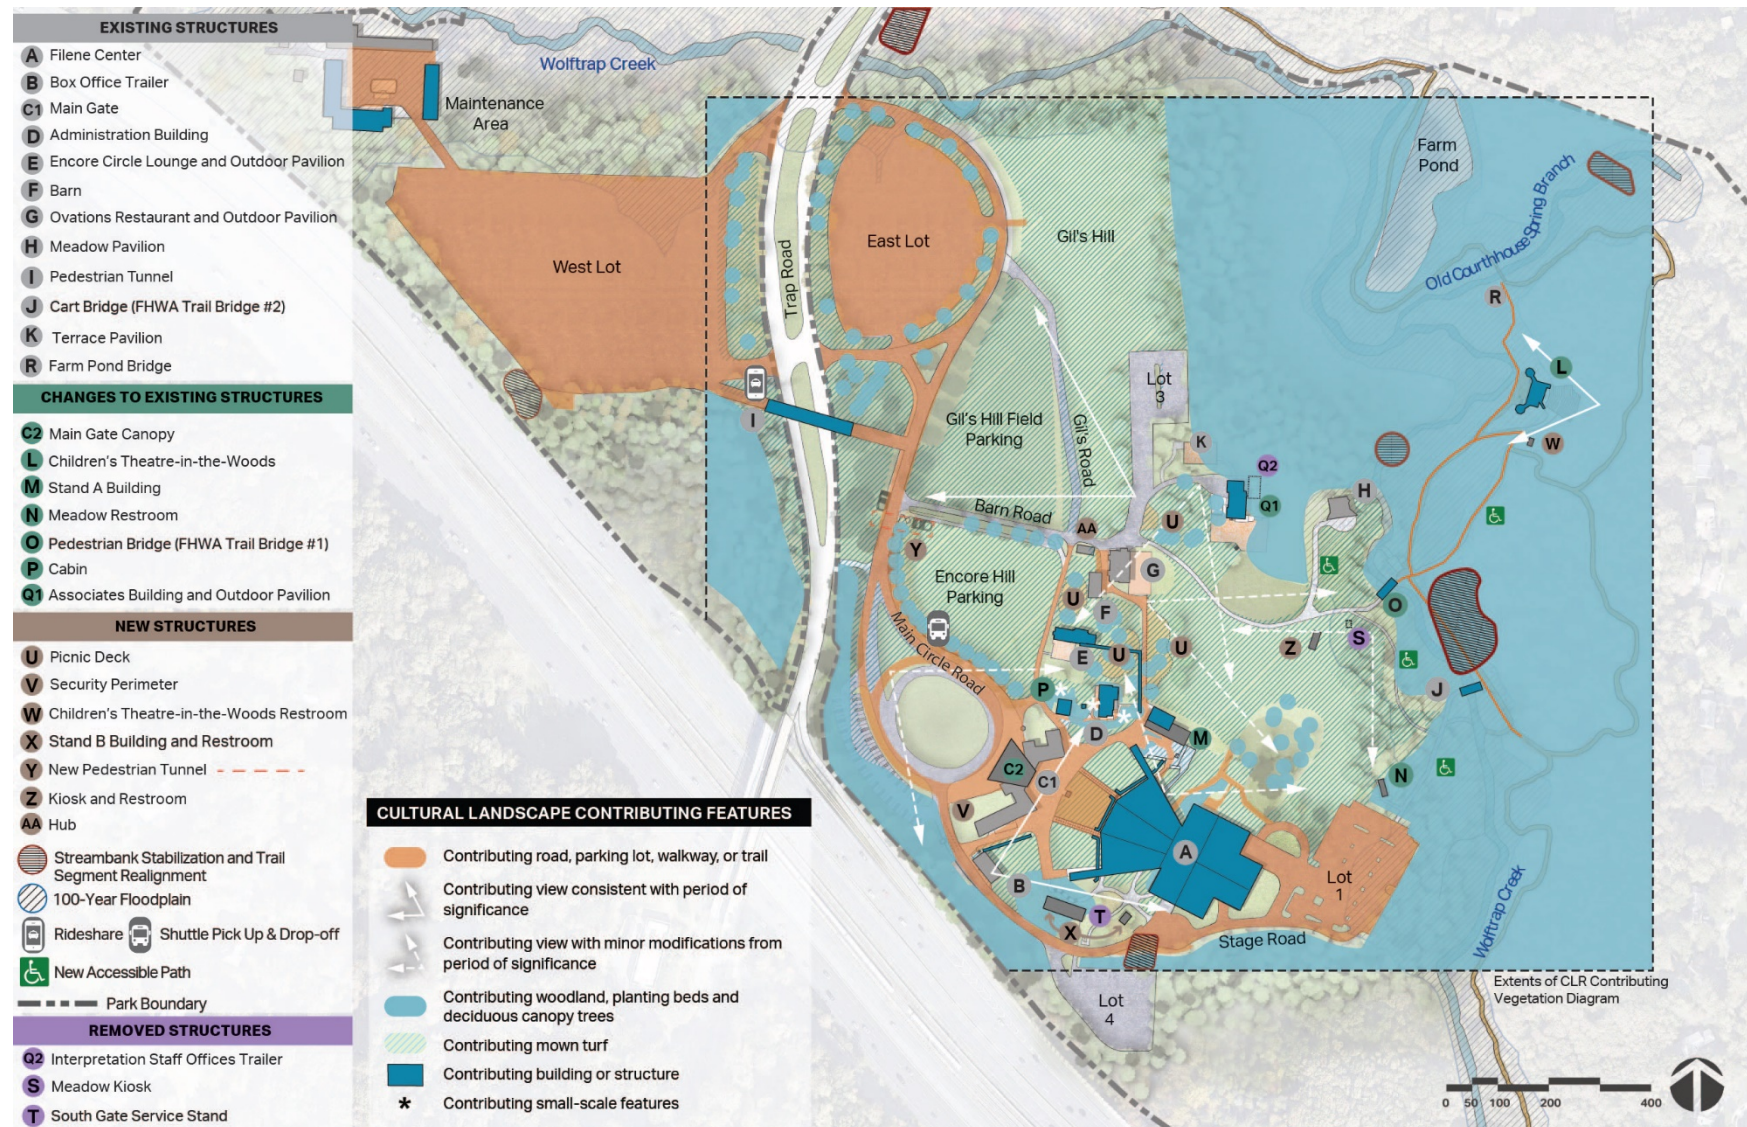 EXISTING STRUCTURES
A Filene Center
B Box Office Trailer
C1 Main Gate
D Administration Building
E Encore Circle Lounge and Outdoor Pavilion
F Barn
G Ovations Restaurant and Outdoor Pavilion
H Meadow Pavilion
I Pedestrian Tunnel
J Cart Bridge (FHWA Trail Bridge #2)
K Terrace Pavilion
R Farm Pond Bridge
CHANGES TO EXISTING STRUCTURES
C2 Main Gate Canopy
L Children's Theatre-in-the-Woods
M Stand A Building
N Meadow Restroom
O Pedestrian Bridge (FHWA Trail Bridge #1)
P Cabin
Q1 Associates Building and Outdoor Pavilion
NEW STRUCTURES
U Picnic Deck
V Security Perimeter
W Children's Theatre-in-the-Woods Restroom
X Stand B Building and Restroom
Y New Pedestrian Tunnel
Z Kiosk and Restroom
AA Hub
Streambank Stabilization and Trail
Segment Realignment
100-Year Floodplain
Rideshare
Shuttle Pick Up & Drop-off
New Accessible Path
Park Boundary
REMOVED STRUCTURES
Q2 Interpretation Staff Offices Trailer
S Meadow Kiosk
T South Gate Service Stand
CULTURAL LANDSCAPE CONTRIBUTING FEATURES
Contributing road, parking lot, walkway, or trail
Contributing view consistent with period of
significance
Contributing view with minor modifications from
period of significance
Contributing woodland, planting beds and
deciduous canopy trees
Contributing mown turf
Contributing building or structure
* Contributing small-scale features
Wolftrap Creek
Maintenance
Area
West Lot
Trap Road
East Lot
Gil's Hill
Farm
Pond
Old Courthhouse Spring Branch
R
L
W
Lot
3
Gil's Hill Field
Parking
Gil's Road
K
Q2
Q1
H
I
Barn Road
AA
U
Y
G
Encore Hill
Parking
U
F
O
S
Z
Main Circle Road
E
U
U
P
J
D
M
C2
C1
N
V
A
B
Lot
1
T
X
Stage Road
Wolftrap Creek
Lot
4
Extents of CLR Contributing
Vegetation Diagram
0 50 100 200 400